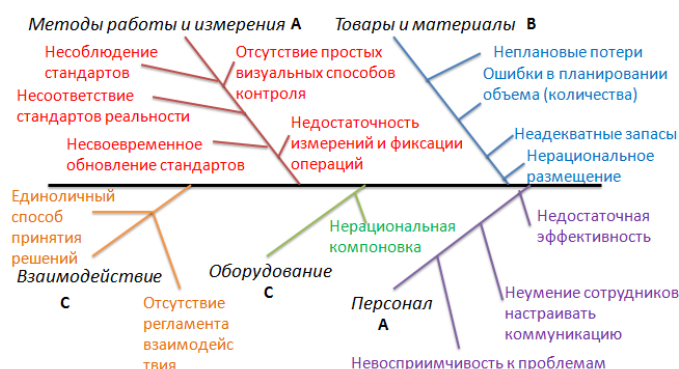 Методы работы и измерения А
Товары и материалы В
Несоблюдение
стандартов
Несоответствие
стандартов реальности
Несвоевременное
обновление стандартов
Отсутствие простых
визуальных способов
контроля
Недостаточность
измерений и фиксации
операций
Неплановые потери
Ошибки в планировании
объема (количества)
Неадекватные запасы
Нерациональное
размещение
Единоличный
способ
принятия
решений
Взаимодействие
С
Отсутствие
регламента
взаимодейс
твия
Нерациональная
компоновка
Оборудование
С
Персонал
А
Недостаточная
эффективность
Неумение сотрудников
настраивать
коммуникацию
Невосприимчивость к проблемам